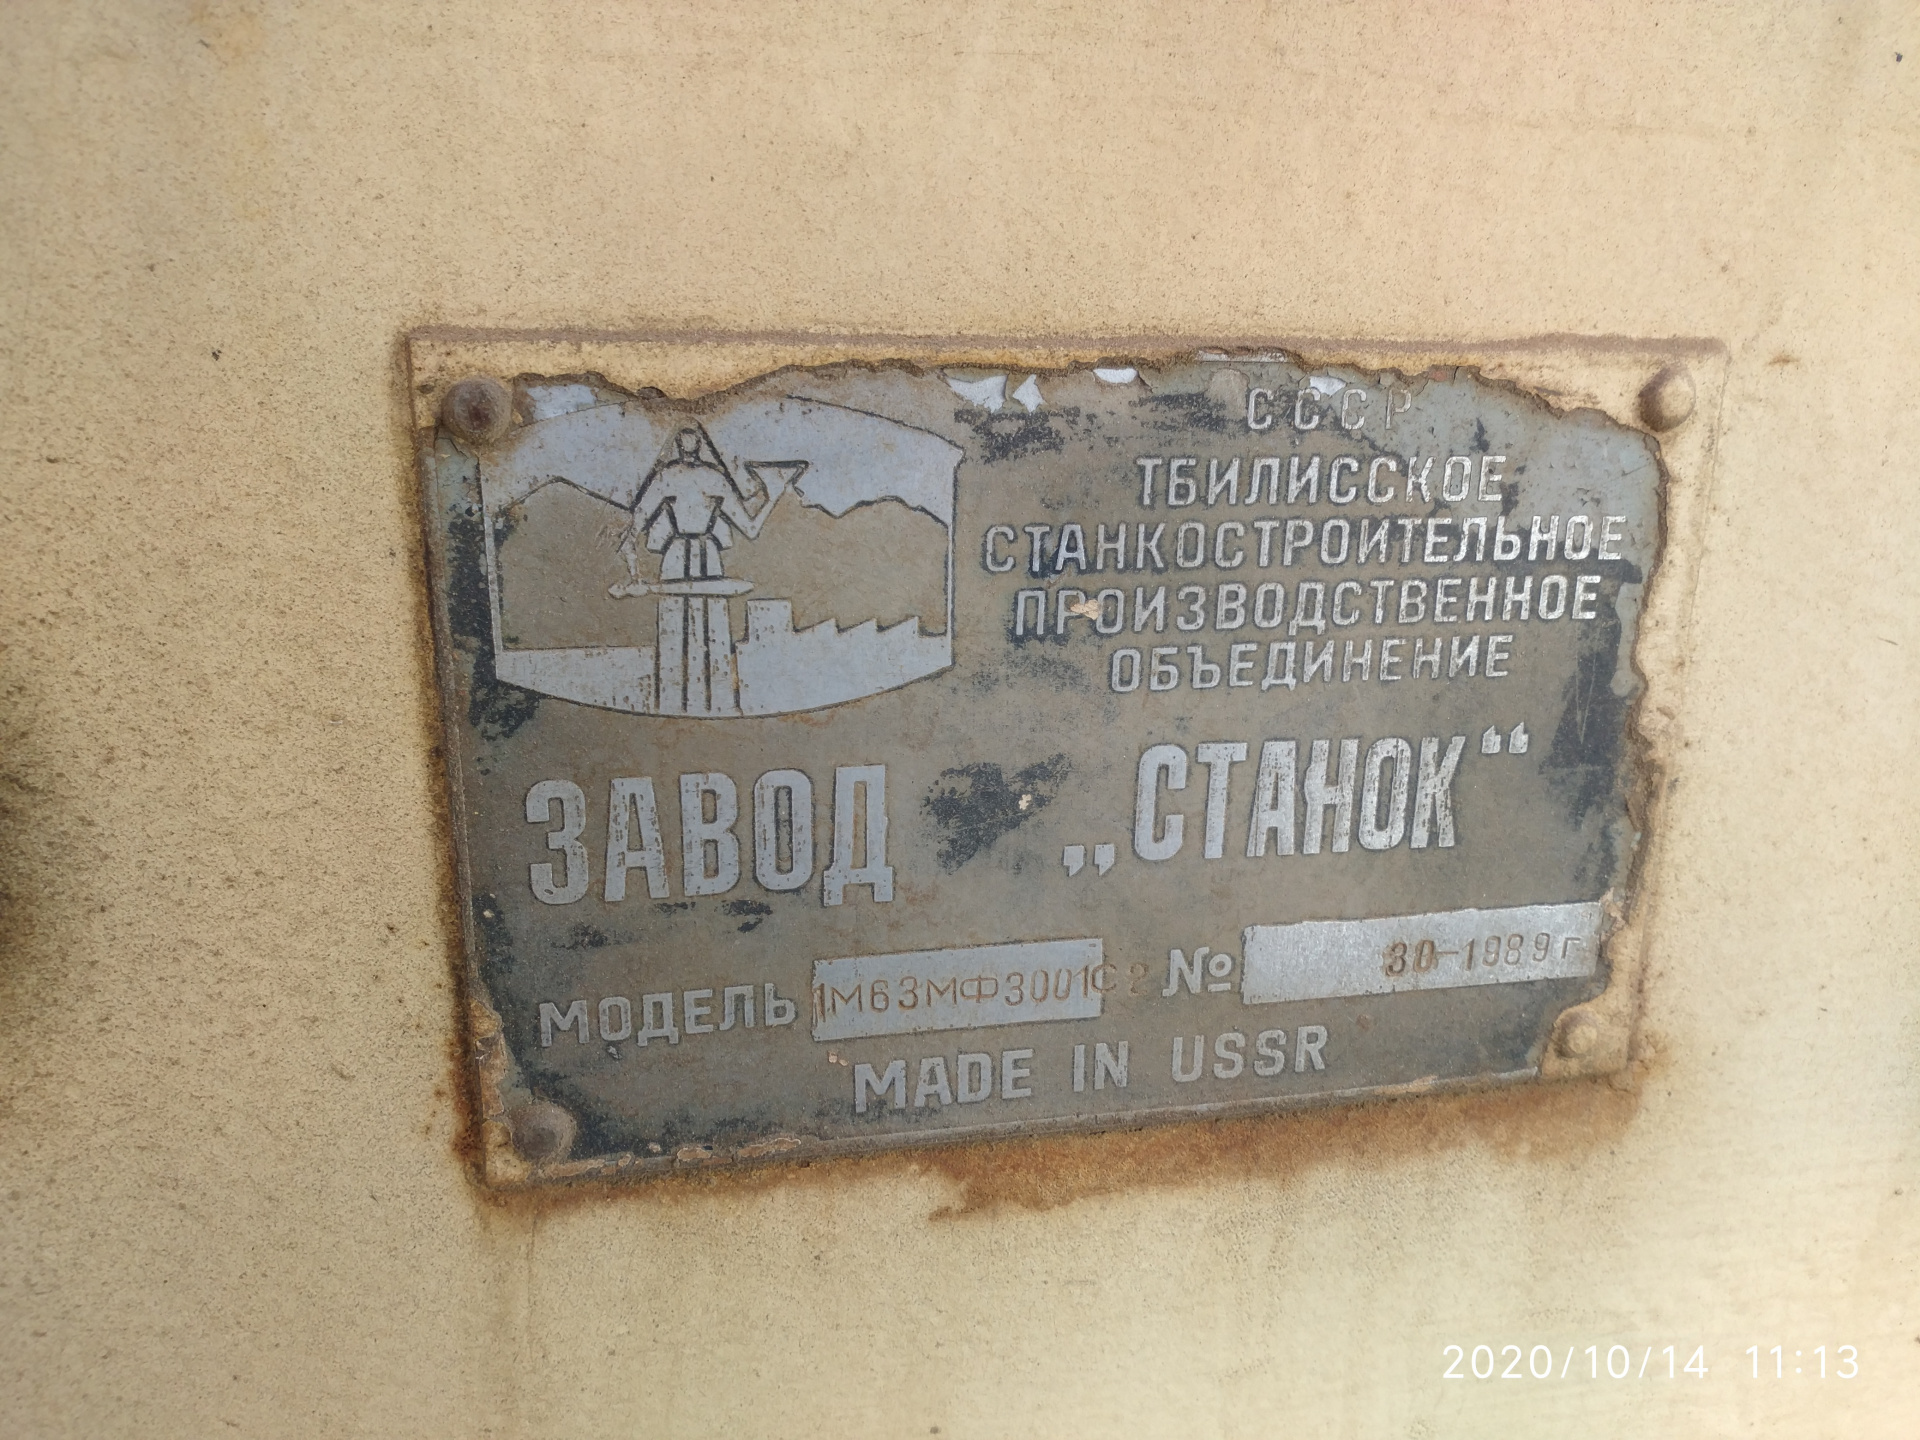 СССР
ТБИЛИССКОЕ
СТАНКОСТРОИТЕЛЬНОЕ
ПРОИЗВОДСТВЕННОЕ
ОБЪЕДИНЕНИЕ
ЗАВОД „СТАНОК“
МОДЕЛЬ 1М63МФ3001С2 № 30-1989г
MADE IN USSR
2020/10/14 11:13